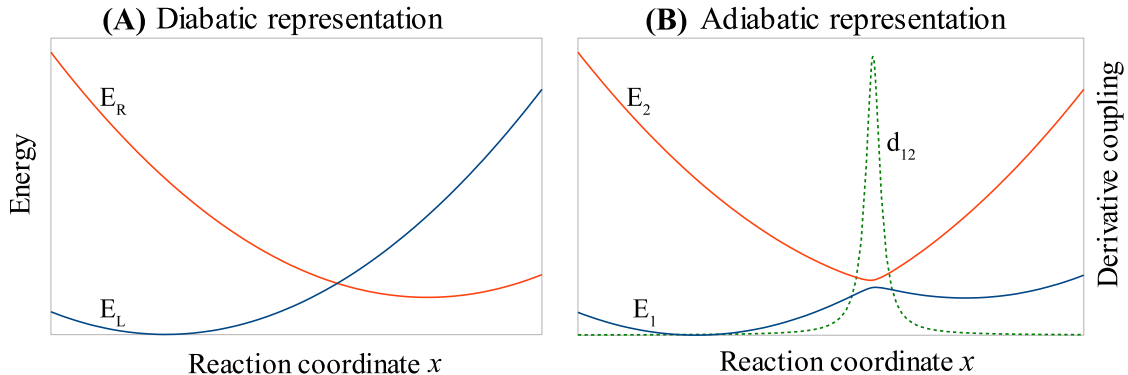 (A) Diabatic representation
E_R
E_L
Energy
Reaction coordinate x
(B) Adiabatic representation
E_2
d_12
E_1
Derivative coupling
Reaction coordinate x